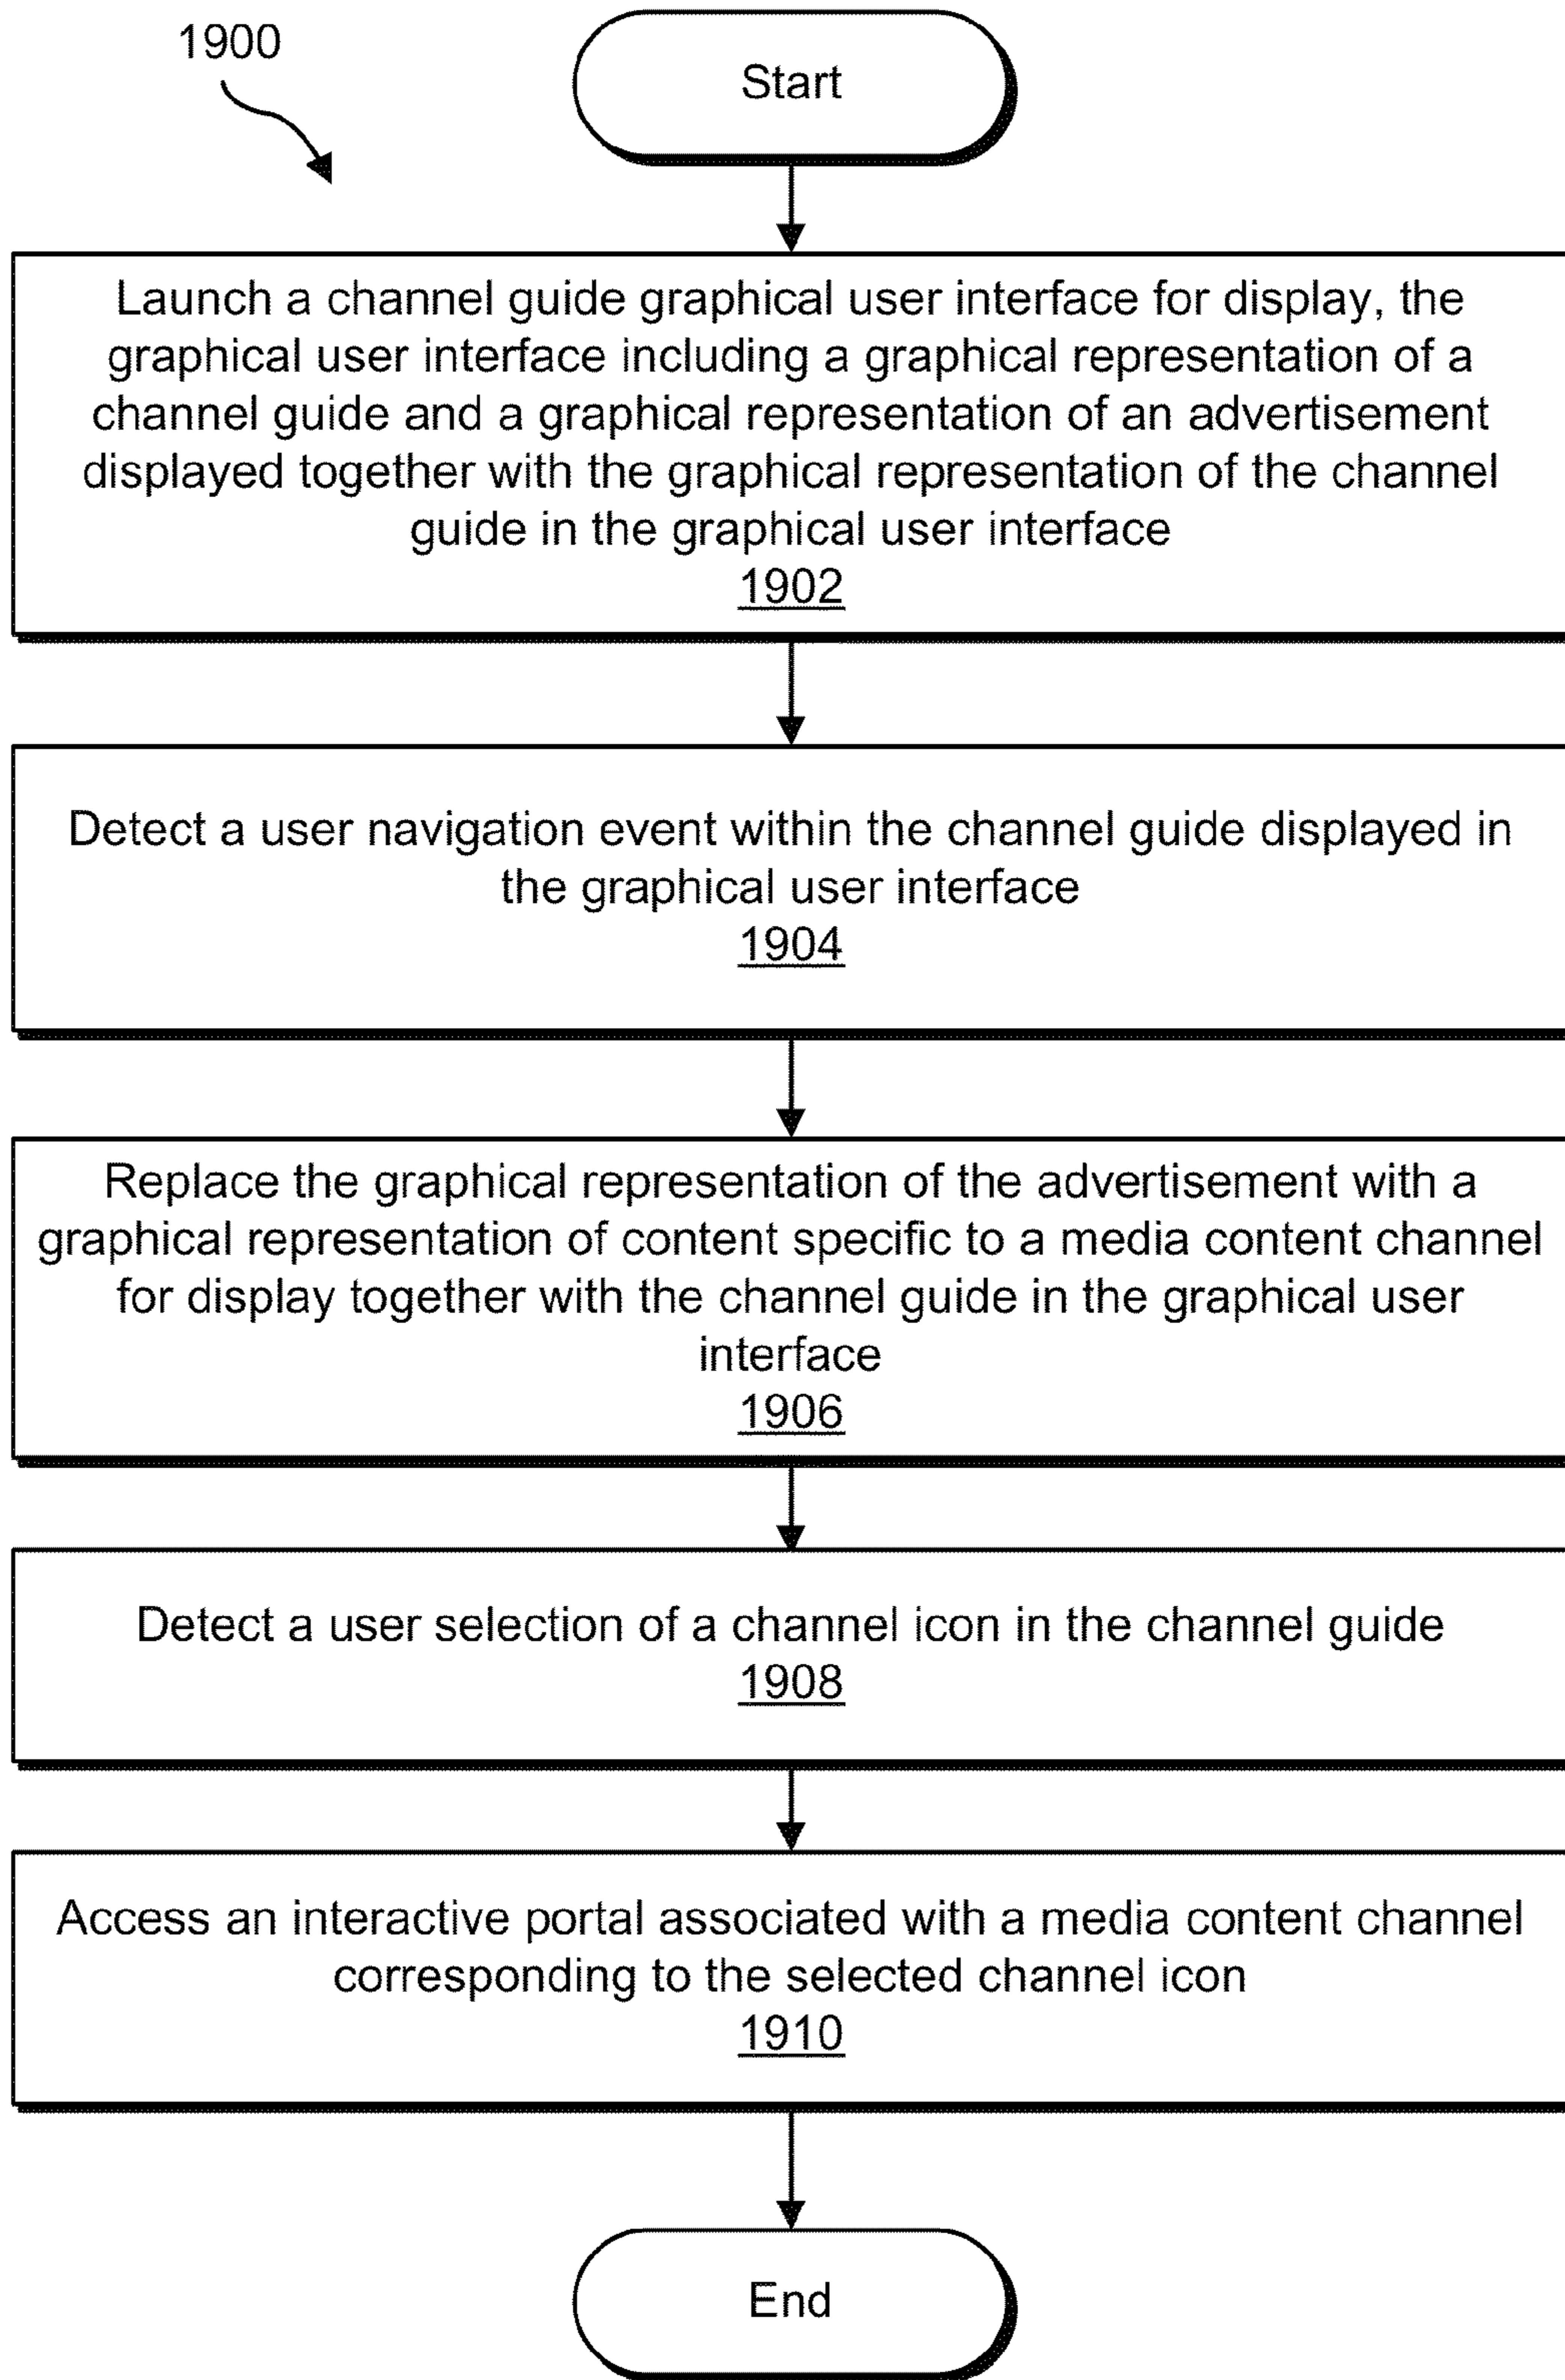 1900
Start
Launch a channel guide graphical user interface for display, the
graphical user interface including a graphical representation of a
channel guide and a graphical representation of an advertisement
displayed together with the graphical representation of the channel
guide in the graphical user interface
1902
Detect a user navigation event within the channel guide displayed in
the graphical user interface
1904
Replace the graphical representation of the advertisement with a
graphical representation of content specific to a media content channel
for display together with the channel guide in the graphical user
interface
1906
Detect a user selection of a channel icon in the channel guide
1908
Access an interactive portal associated with a media content channel
corresponding to the selected channel icon
1910
End